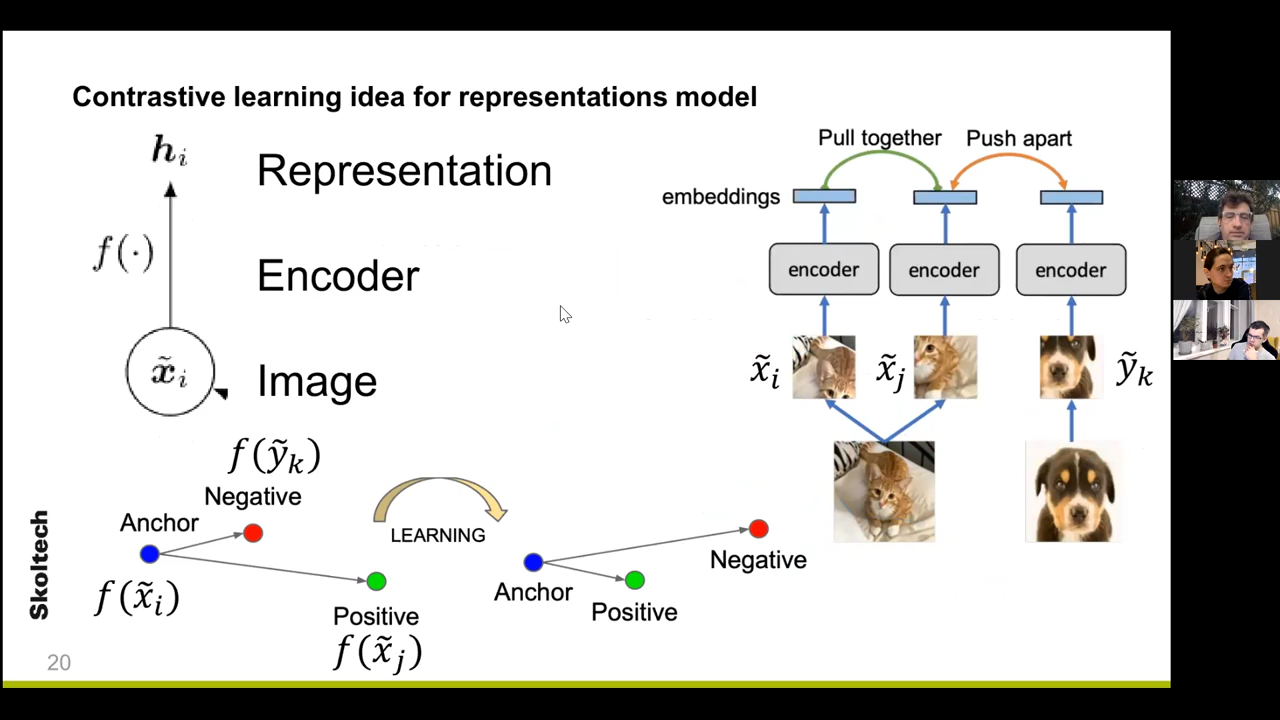 Contrastive learning idea for representations model
h_i
Representation
f(·)
Encoder
x̃_i
Image
Pull together
Push apart
embeddings
encoder
encoder
encoder
x̃_i
x̃_j
ỹ_k
f(ỹ_k)
Negative
Anchor
f(x̃_i)
Positive
f(x̃_j)
LEARNING
Anchor
Positive
Negative
Skoltech
20